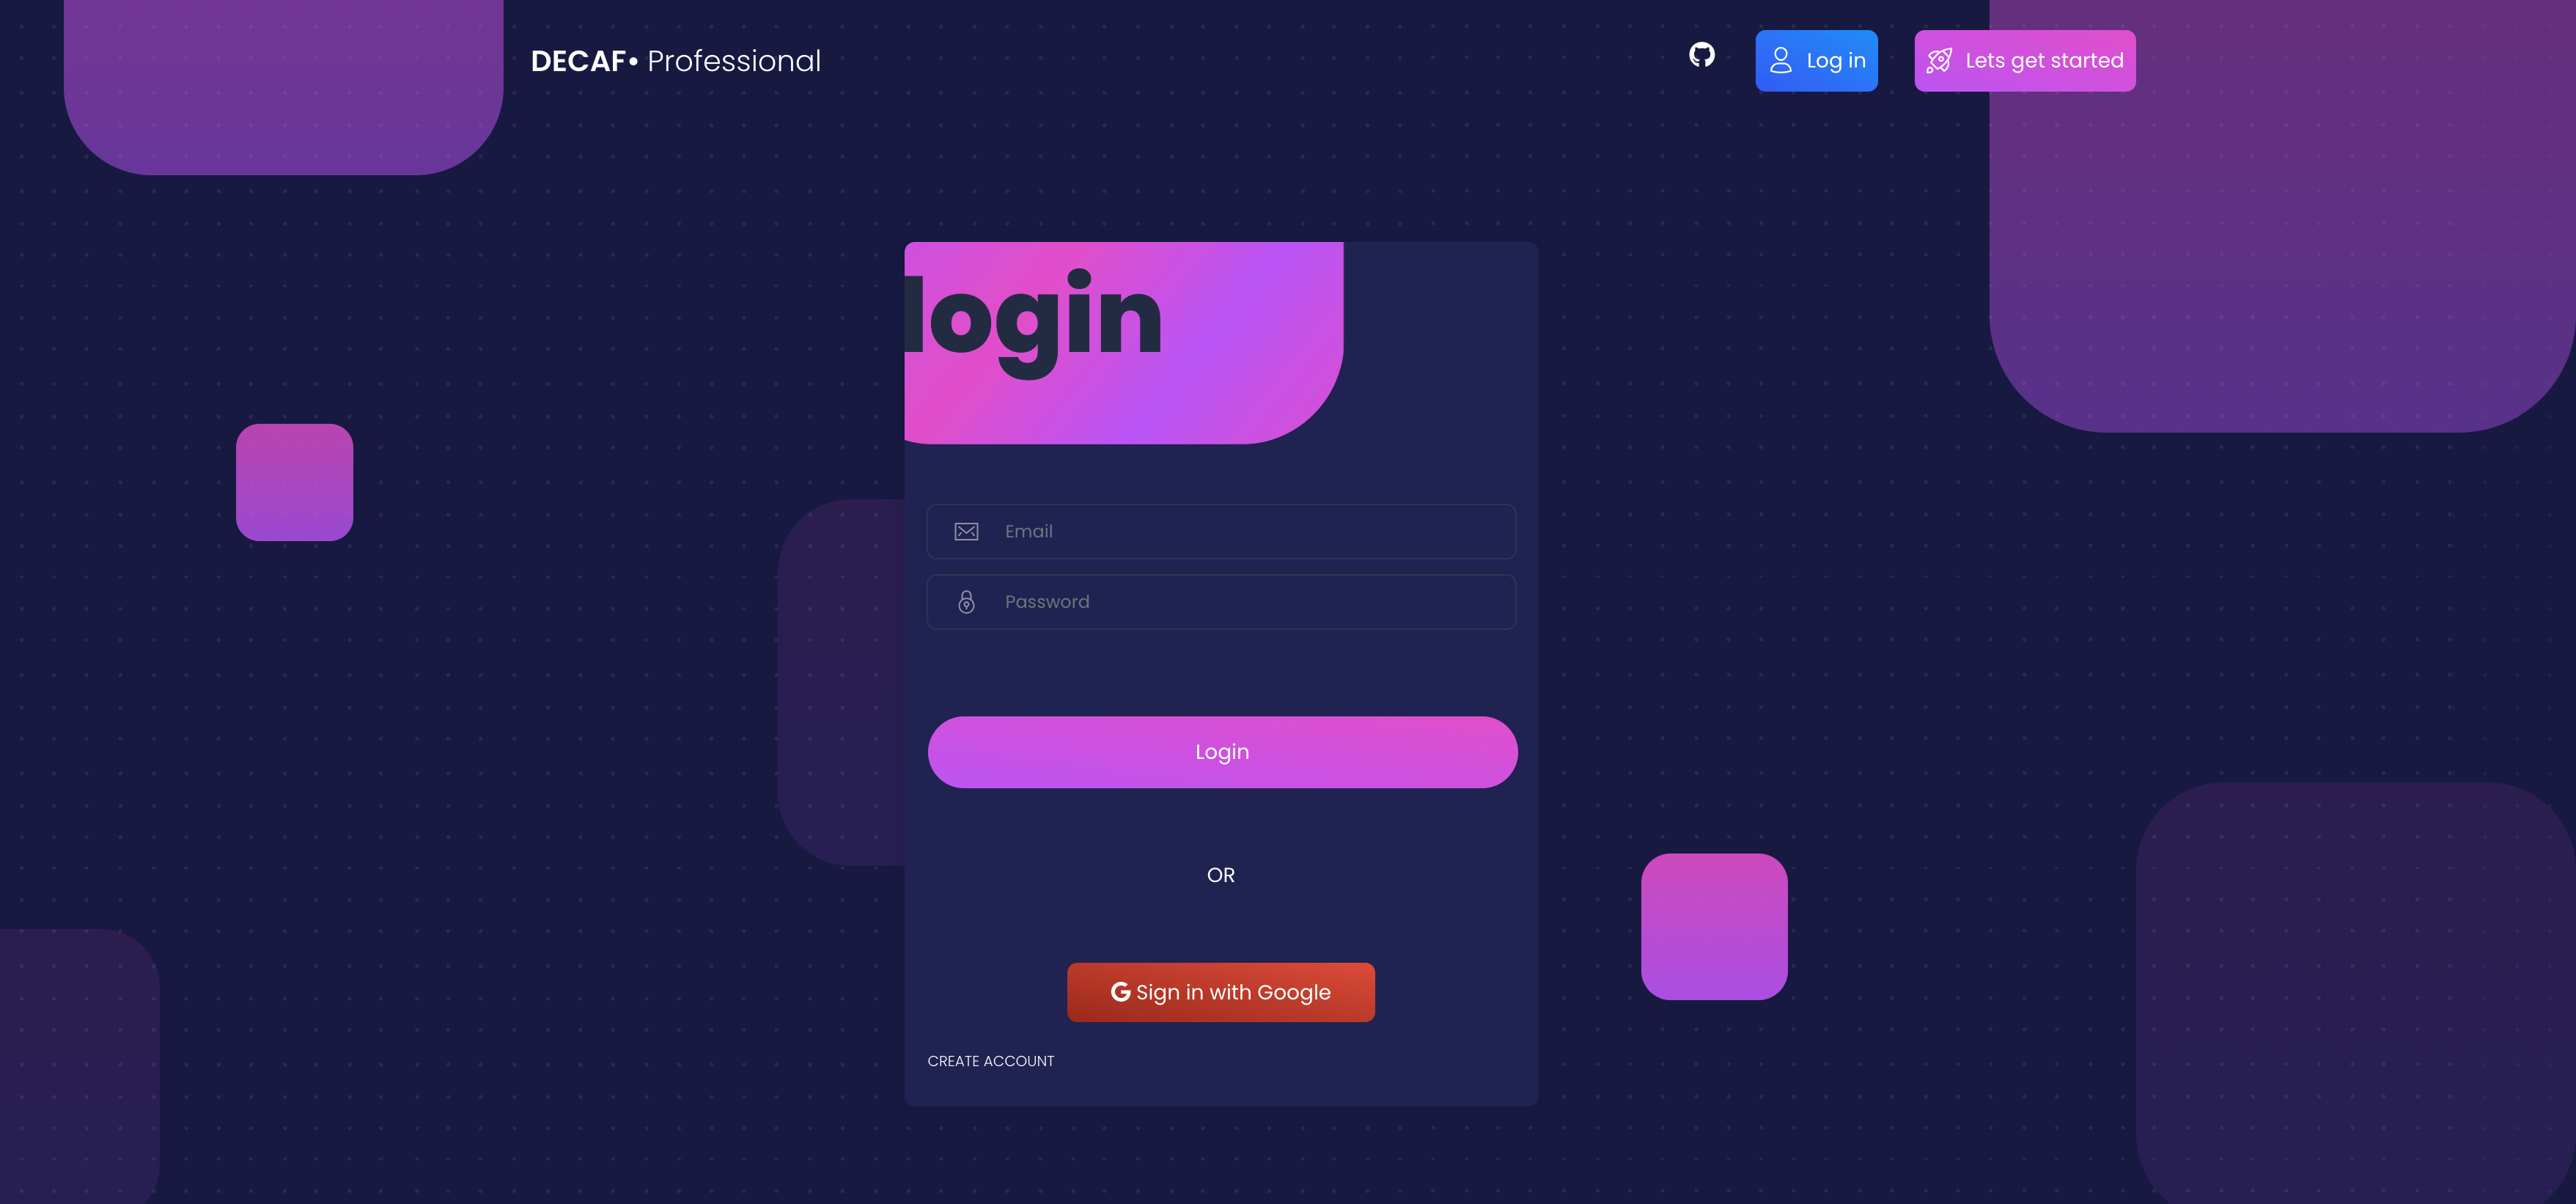 DECAF• Professional
Log in
Lets get started
login
Email
Password
Login
OR
Sign in with Google
CREATE ACCOUNT